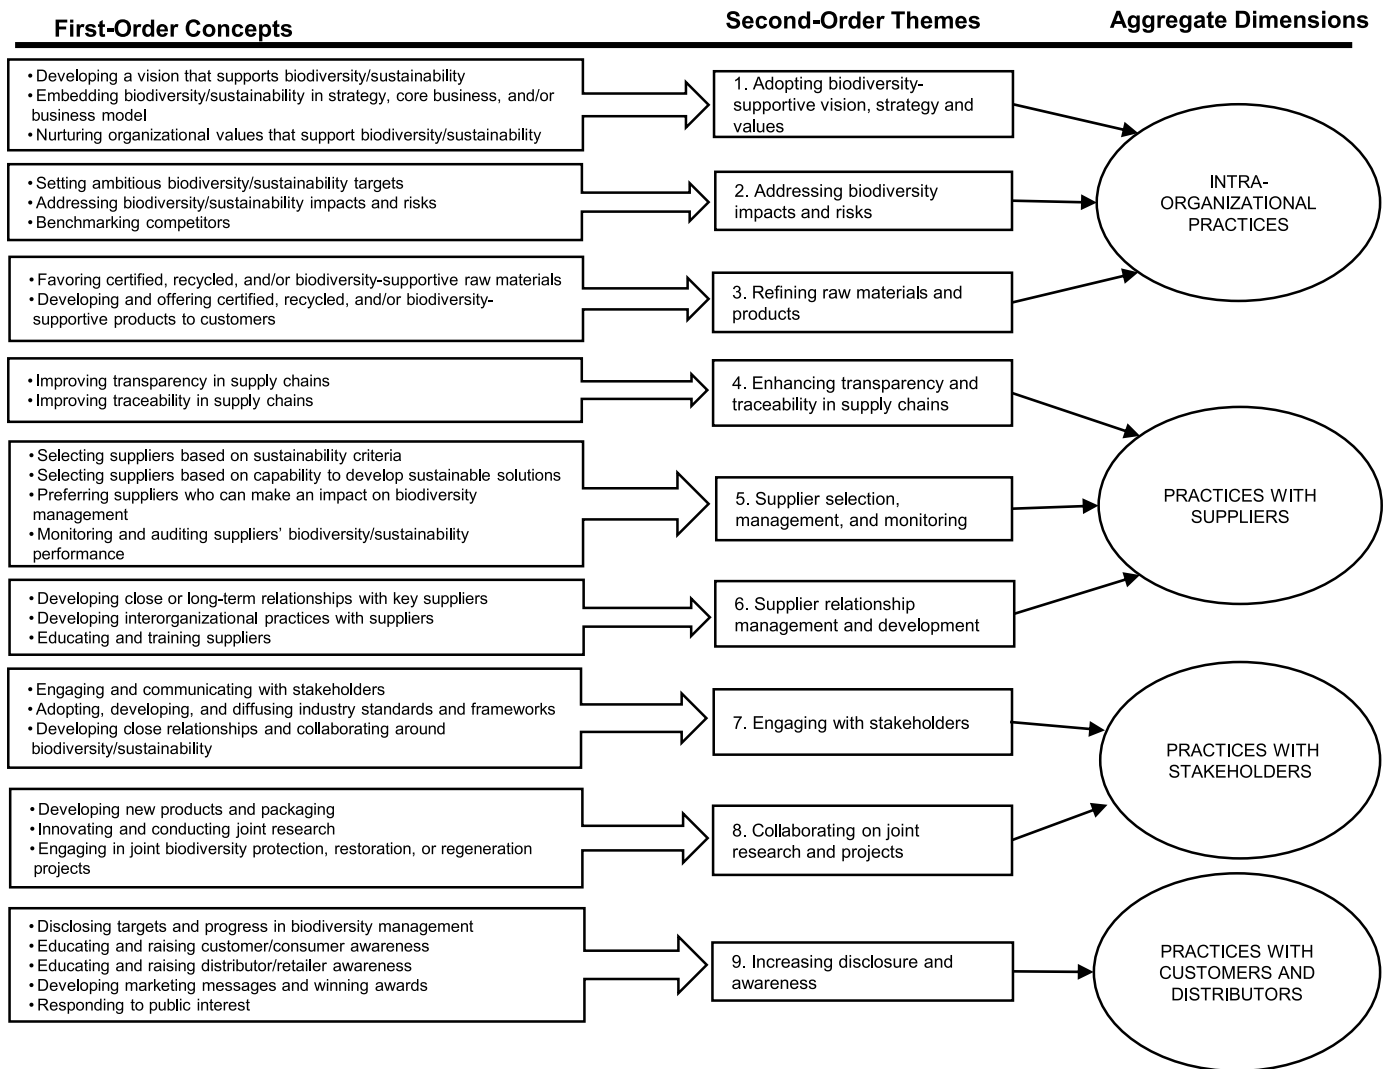 First-Order Concepts
Second-Order Themes
Aggregate Dimensions
• Developing a vision that supports biodiversity/sustainability
• Embedding biodiversity/sustainability in strategy, core business, and/or
business model
• Nurturing organizational values that support biodiversity/sustainability
1. Adopting biodiversity-
supportive vision, strategy and
values
• Setting ambitious biodiversity/sustainability targets
• Addressing biodiversity/sustainability impacts and risks
• Benchmarking competitors
2. Addressing biodiversity
impacts and risks
INTRA-
ORGANIZATIONAL
PRACTICES
• Favoring certified, recycled, and/or biodiversity-supportive raw materials
• Developing and offering certified, recycled, and/or biodiversity-
supportive products to customers
3. Refining raw materials and
products
• Improving transparency in supply chains
• Improving traceability in supply chains
4. Enhancing transparency and
traceability in supply chains
• Selecting suppliers based on sustainability criteria
• Selecting suppliers based on capability to develop sustainable solutions
• Preferring suppliers who can make an impact on biodiversity
management
• Monitoring and auditing suppliers’ biodiversity/sustainability
performance
5. Supplier selection,
management, and monitoring
PRACTICES WITH
SUPPLIERS
• Developing close or long-term relationships with key suppliers
• Developing interorganizational practices with suppliers
• Educating and training suppliers
6. Supplier relationship
management and development
• Engaging and communicating with stakeholders
• Adopting, developing, and diffusing industry standards and frameworks
• Developing close relationships and collaborating around
biodiversity/sustainability
7. Engaging with stakeholders
PRACTICES WITH
STAKEHOLDERS
• Developing new products and packaging
• Innovating and conducting joint research
• Engaging in joint biodiversity protection, restoration, or regeneration
projects
8. Collaborating on joint
research and projects
• Disclosing targets and progress in biodiversity management
• Educating and raising customer/consumer awareness
• Educating and raising distributor/retailer awareness
• Developing marketing messages and winning awards
• Responding to public interest
9. Increasing disclosure and
awareness
PRACTICES WITH
CUSTOMERS AND
DISTRIBUTORS